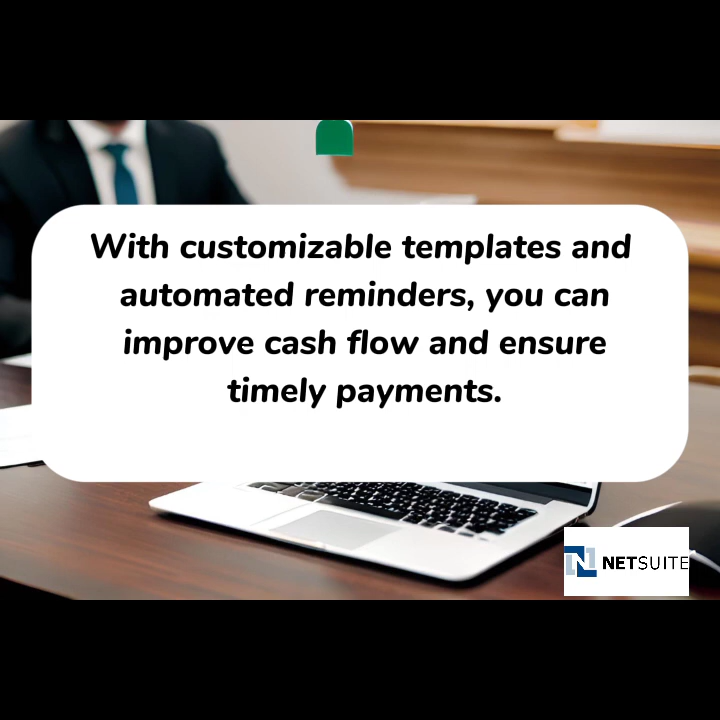 With customizable templates and
automated reminders, you can
improve cash flow and ensure
timely payments.
N NETSUITE